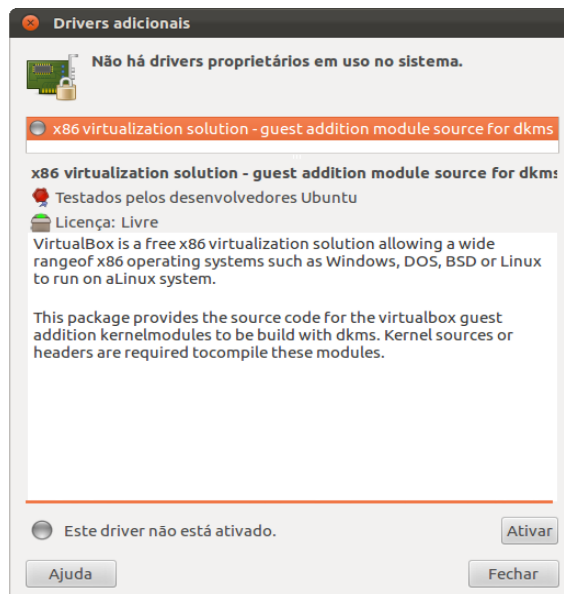 Drivers adicionais
Não há drivers proprietários em uso no sistema.
x86 virtualization solution - guest addition module source for dkms
x86 virtualization solution - guest addition module source for dkms
Testados pelos desenvolvedores Ubuntu
Licença: Livre
VirtualBox is a free x86 virtualization solution allowing a wide
rangeof x86 operating systems such as Windows, DOS, BSD or Linux
to run on aLinux system.
This package provides the source code for the virtualbox guest
addition kernelmodules to be build with dkms. Kernel sources or
headers are required tocompile these modules.
Este driver não está ativado.
Ativar
Ajuda
Fechar